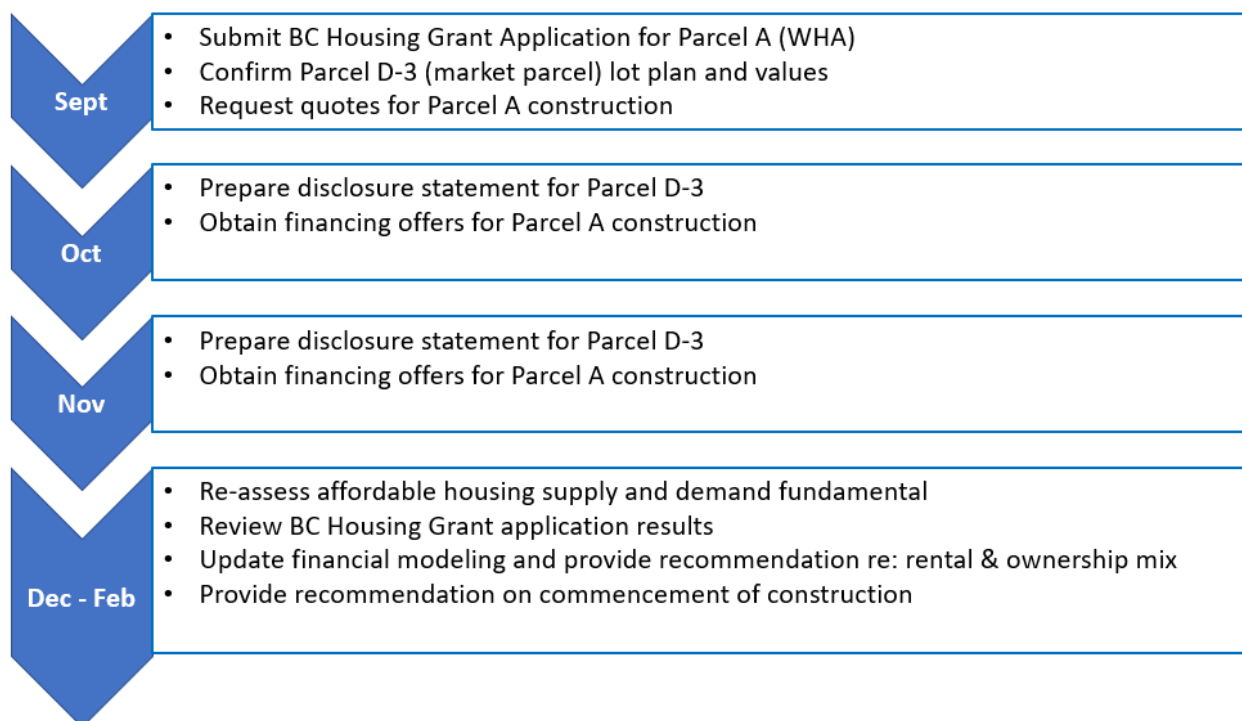 Sept
• Submit BC Housing Grant Application for Parcel A (WHA)
• Confirm Parcel D-3 (market parcel) lot plan and values
• Request quotes for Parcel A construction
Oct
• Prepare disclosure statement for Parcel D-3
• Obtain financing offers for Parcel A construction
Nov
• Prepare disclosure statement for Parcel D-3
• Obtain financing offers for Parcel A construction
Dec - Feb
• Re-assess affordable housing supply and demand fundamental
• Review BC Housing Grant application results
• Update financial modeling and provide recommendation re: rental & ownership mix
• Provide recommendation on commencement of construction